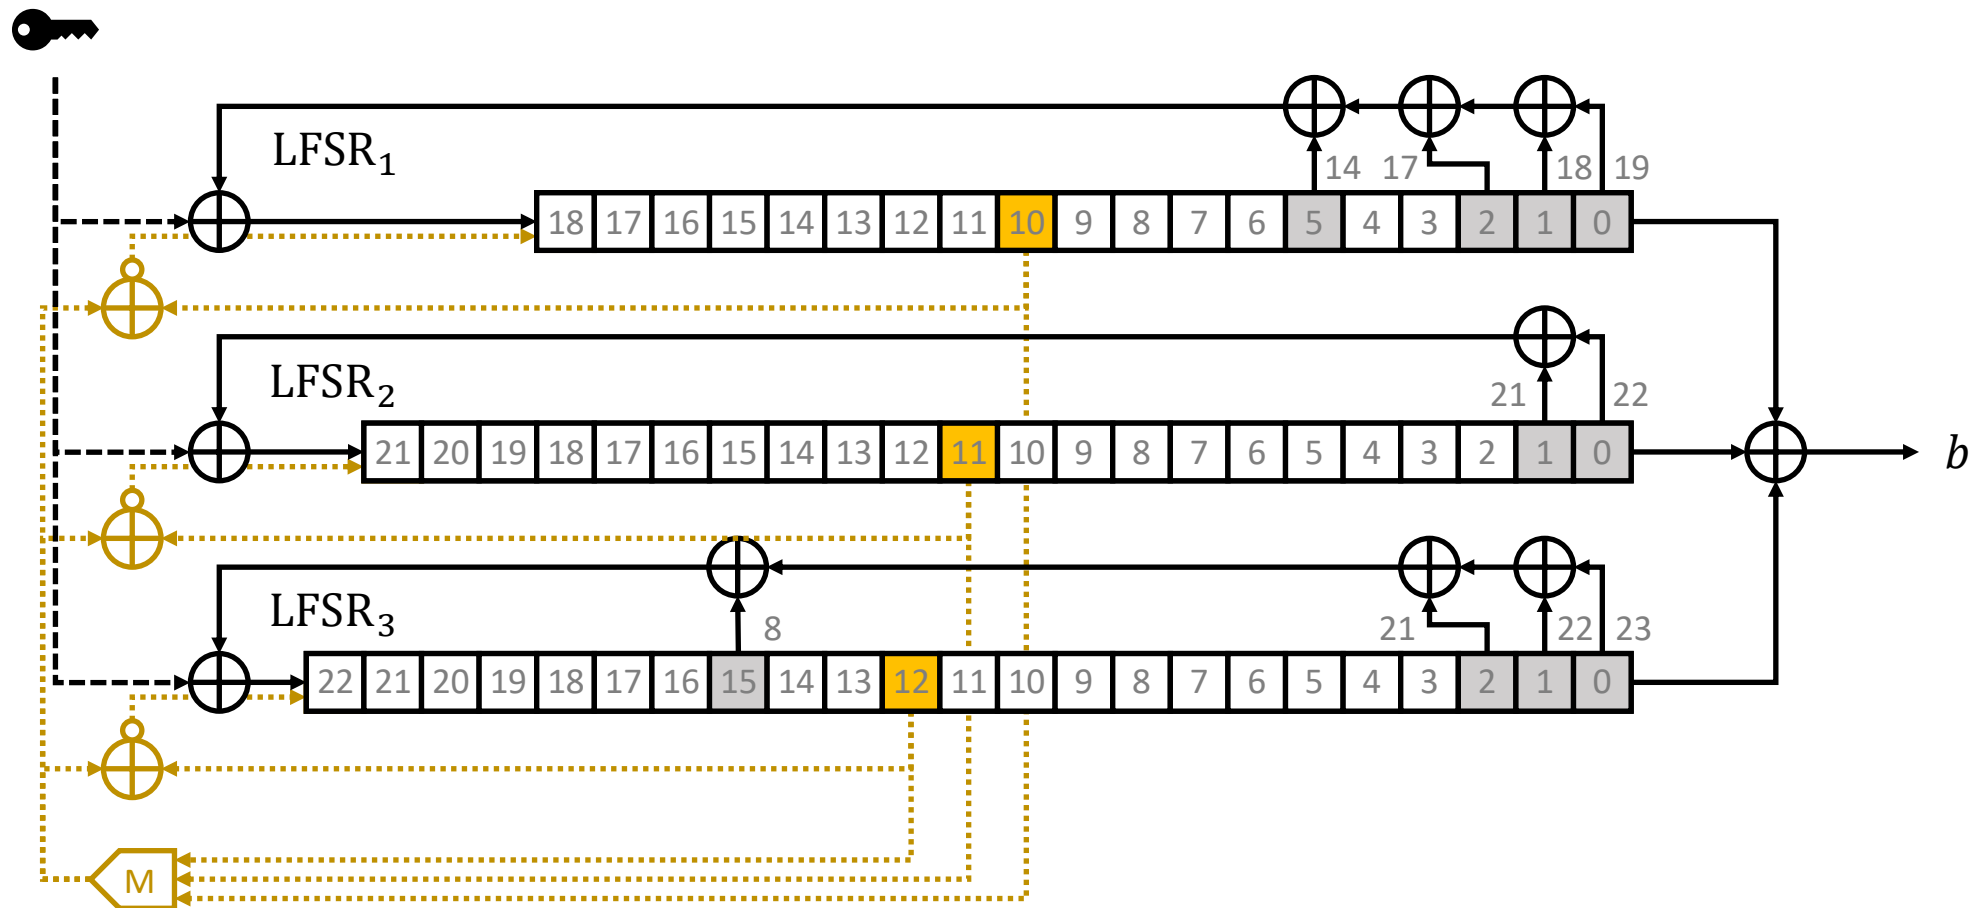 LFSR₁
14 17 18 19
18 17 16 15 14 13 12 11 10 9 8 7 6 5 4 3 2 1 0
LFSR₂
21 22
21 20 19 18 17 16 15 14 13 12 11 10 9 8 7 6 5 4 3 2 1 0
b
LFSR₃
8 21 22 23
22 21 20 19 18 17 16 15 14 13 12 11 10 9 8 7 6 5 4 3 2 1 0
M